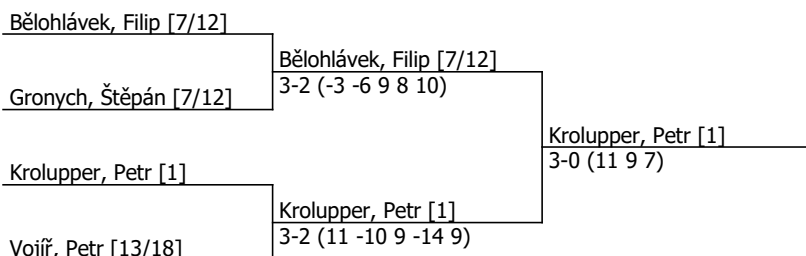 Bělohlávek, Filip [7/12]
Bělohlávek, Filip [7/12]
3-2 (-3 -6 9 8 10)
Gronych, Štěpán [7/12]
Krolupper, Petr [1]
3-0 (11 9 7)
Krolupper, Petr [1]
Krolupper, Petr [1]
3-2 (11 -10 9 -14 9)
Vojíř, Petr [13/18]